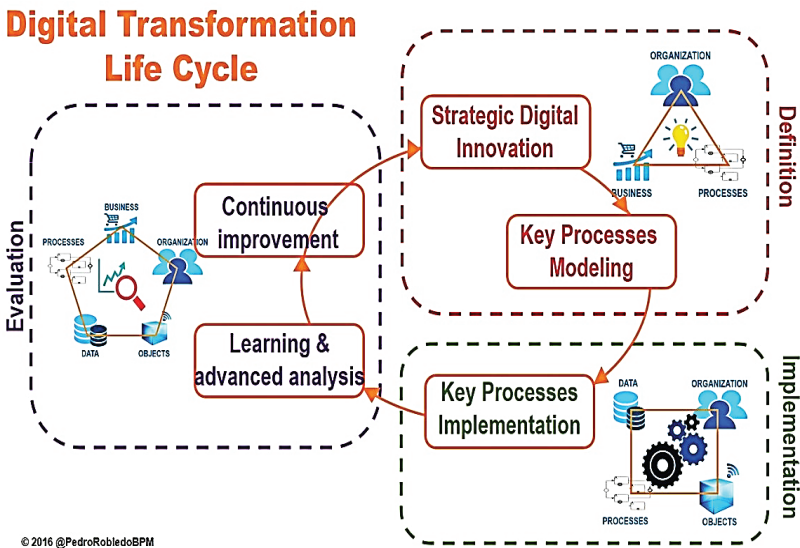 Digital Transformation
Life Cycle
Evaluation
BUSINESS
PROCESSES
ORGANIZATION
DATA
OBJECTS
Continuous
improvement
Learning &
advanced analysis
Strategic Digital
Innovation
Key Processes
Modeling
ORGANIZATION
BUSINESS
PROCESSES
Definition
Key Processes
Implementation
DATA
ORGANIZATION
PROCESSES
OBJECTS
Implementation
© 2016 @PedroRobledoBPM